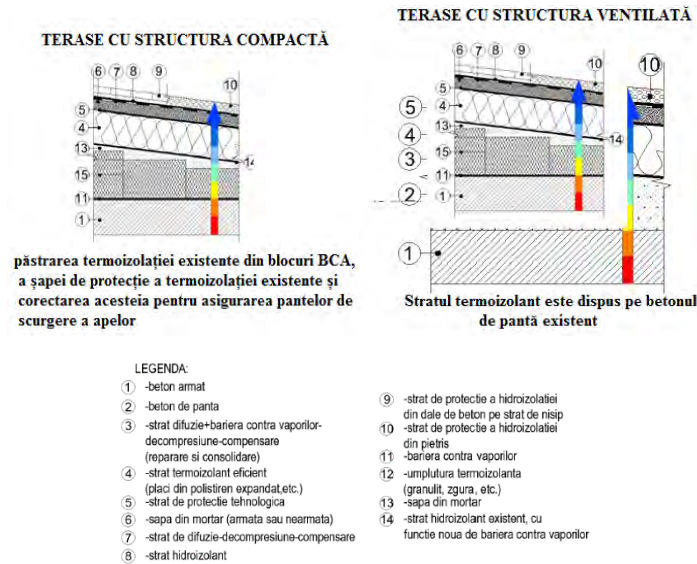 TERASE CU STRUCTURA COMPACTĂ
6 7 8 9 10
5
4
13
14
15
11
1
păstrarea termoizolației existente din blocuri BCA,
a șapei de protecție a termoizolației existente și
corectarea acesteia pentru asigurarea pantelor de
scurgere a apelor
TERASE CU STRUCTURA VENTILATĂ
6 7 8 9 10
5
4
13
14
15
11
1
10
5
4
3
2
1
Stratul termoizolant este dispus pe betonul
de pantă existent
LEGENDA:
1 -beton armat
2 -beton de panta
3 -strat difuzie+bariera contra vaporilor-
decompresiune-compensare
(reparare si consolidare)
4 -strat termoizolant eficient
(placi din polistiren expandat,etc.)
5 -strat de protectie tehnologica
6 -sapa din mortar (armata sau nearmata)
7 -strat de difuzie-decompresiune-compensare
8 -strat hidroizolant
9 -strat de protectie a hidroizolatiei
din dale de beton pe strat de nisip
10 -strat de protectie a hidroizolatiei
din pietris
11 -bariera contra vaporilor
12 -umplutura termoizolanta
(granulit, zgura, etc.)
13 -sapa din mortar
14 -strat hidroizolant existent, cu
functie noua de bariera contra vaporilor